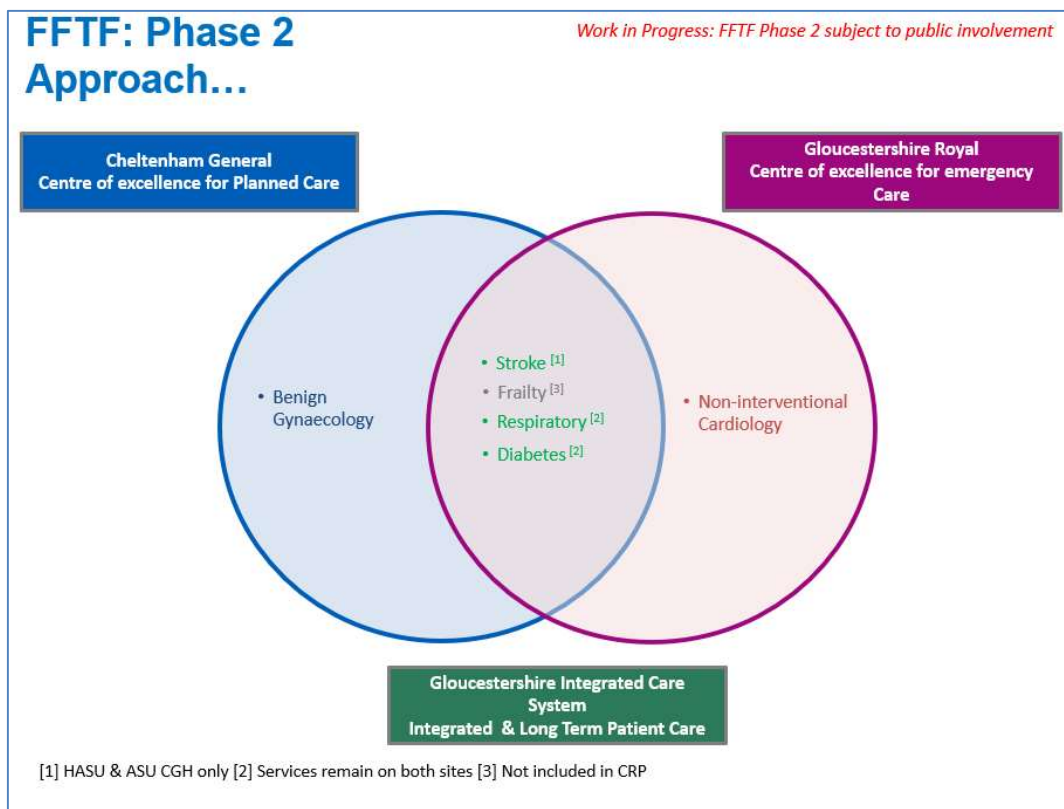 FFTF: Phase 2
Approach...
Work in Progress: FFTF Phase 2 subject to public involvement
Cheltenham General
Centre of excellence for Planned Care
Gloucestershire Royal
Centre of excellence for emergency
Care
• Benign
Gynaecology
• Stroke [1]
• Frailty [3]
• Respiratory [2]
• Diabetes [2]
• Non-interventional
Cardiology
Gloucestershire Integrated Care
System
Integrated & Long Term Patient Care
[1] HASU & ASU CGH only [2] Services remain on both sites [3] Not included in CRP